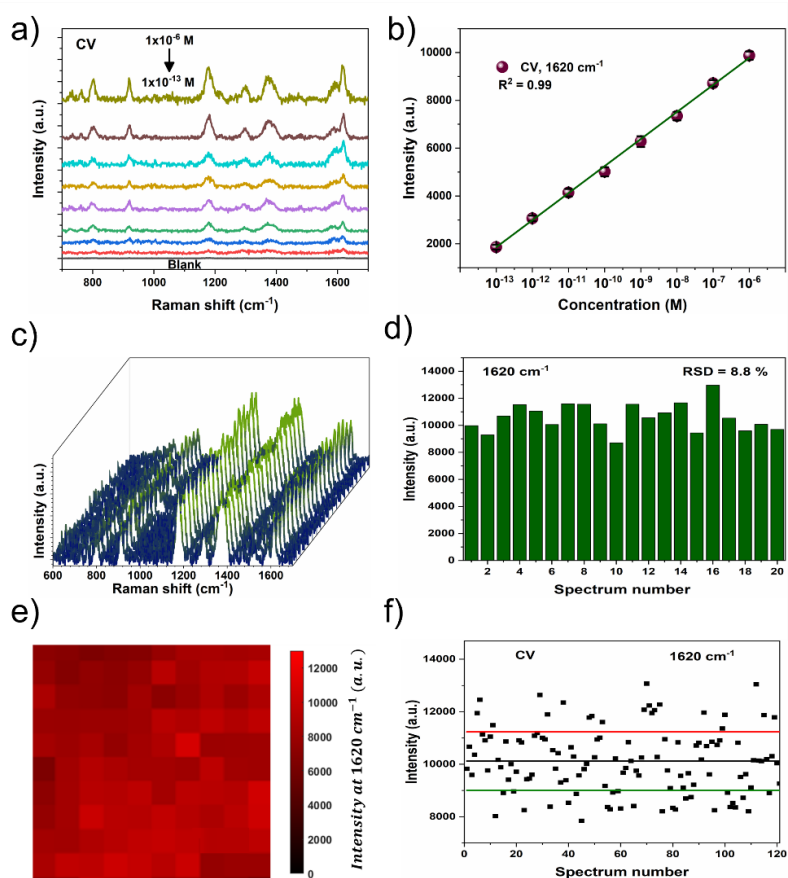 a)
CV
1x10⁻⁶ M
1x10⁻¹³ M
Blank
Intensity (a.u.)
800 1000 1200 1400 1600
Raman shift (cm⁻¹)
b)
CV, 1620 cm⁻¹
R² = 0.99
Intensity (a.u.)
10000
8000
6000
4000
2000
10⁻¹³ 10⁻¹² 10⁻¹¹ 10⁻¹⁰ 10⁻⁹ 10⁻⁸ 10⁻⁷ 10⁻⁶
Concentration (M)
c)
Intensity (a.u.)
600 800 1000 1200 1400 1600
Raman shift (cm⁻¹)
d)
1620 cm⁻¹ RSD = 8.8 %
Intensity (a.u.)
14000
12000
10000
8000
6000
4000
2000
0
2 4 6 8 10 12 14 16 18 20
Spectrum number
e)
12000
10000
8000
6000
4000
2000
0
Intensity at 1620 cm⁻¹ (a.u.)
f)
CV 1620 cm⁻¹
Intensity (a.u.)
14000
12000
10000
8000
0 20 40 60 80 100 120
Spectrum number